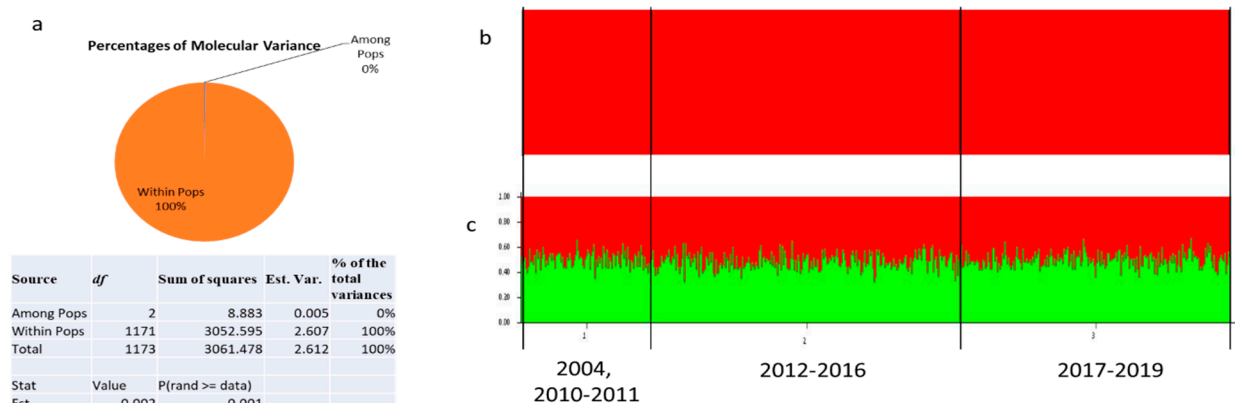 a
Percentages of Molecular Variance
Among
Pops
0%
Within Pops
100%
Source df Sum of squares Est. Var. % of the total variances
Among Pops 2 8.883 0.005 0%
Within Pops 1171 3052.595 2.607 100%
Total 1173 3061.478 2.612 100%
Stat Value P(rand >= data)
b
c
1.00
0.80
0.60
0.40
0.20
0.00
1
2
3
2004,
2010-2011
2012-2016
2017-2019